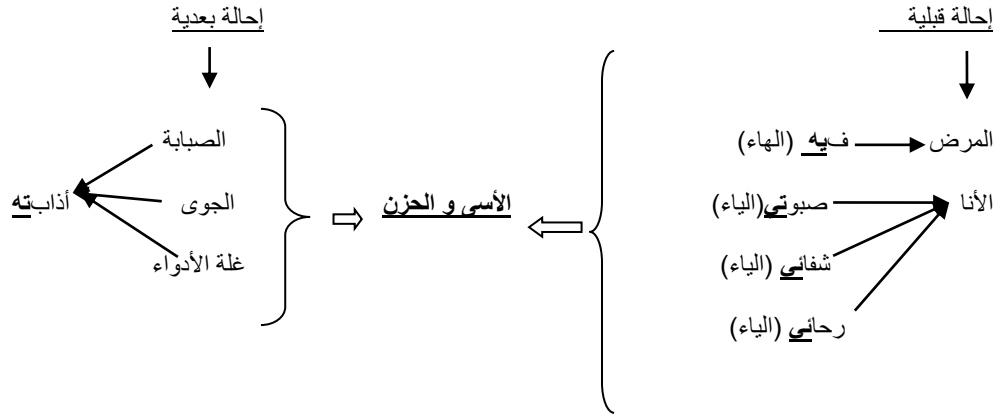 إحالة قبلية
إحالة بعدية
المرض
فيه (الهاء)
الأنا
صبوتي(الياء)
شفائي (الياء)
رحائي (الياء)
الأسى و الحزن
الصبابة
الجوى
غلة الأدواء
أذابته